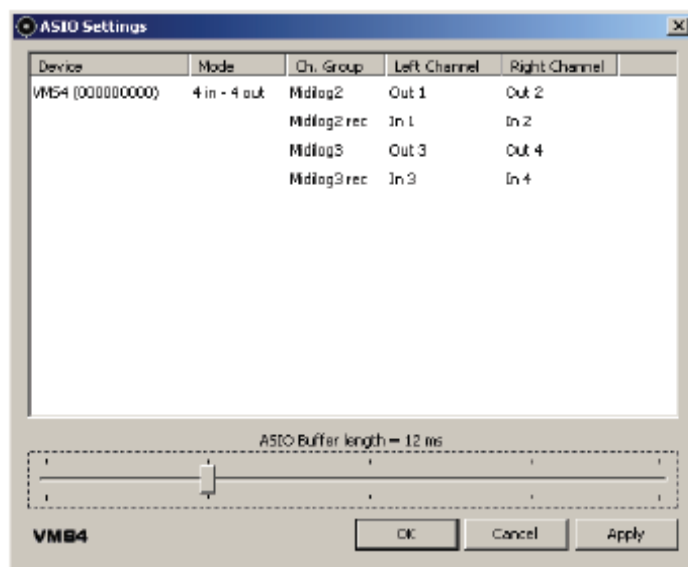 ASIO Settings
Device Mode Ch. Group Left Channel Right Channel
VMS4 (000000000) 4 in - 4 out Midilog2 Out 1 Out 2
Midilog2 rec In 1 In 2
Midilog3 Out 3 Out 4
Midilog3 rec In 3 In 4
ASIO Buffer length = 12 ms
VMS4 OK Cancel Apply